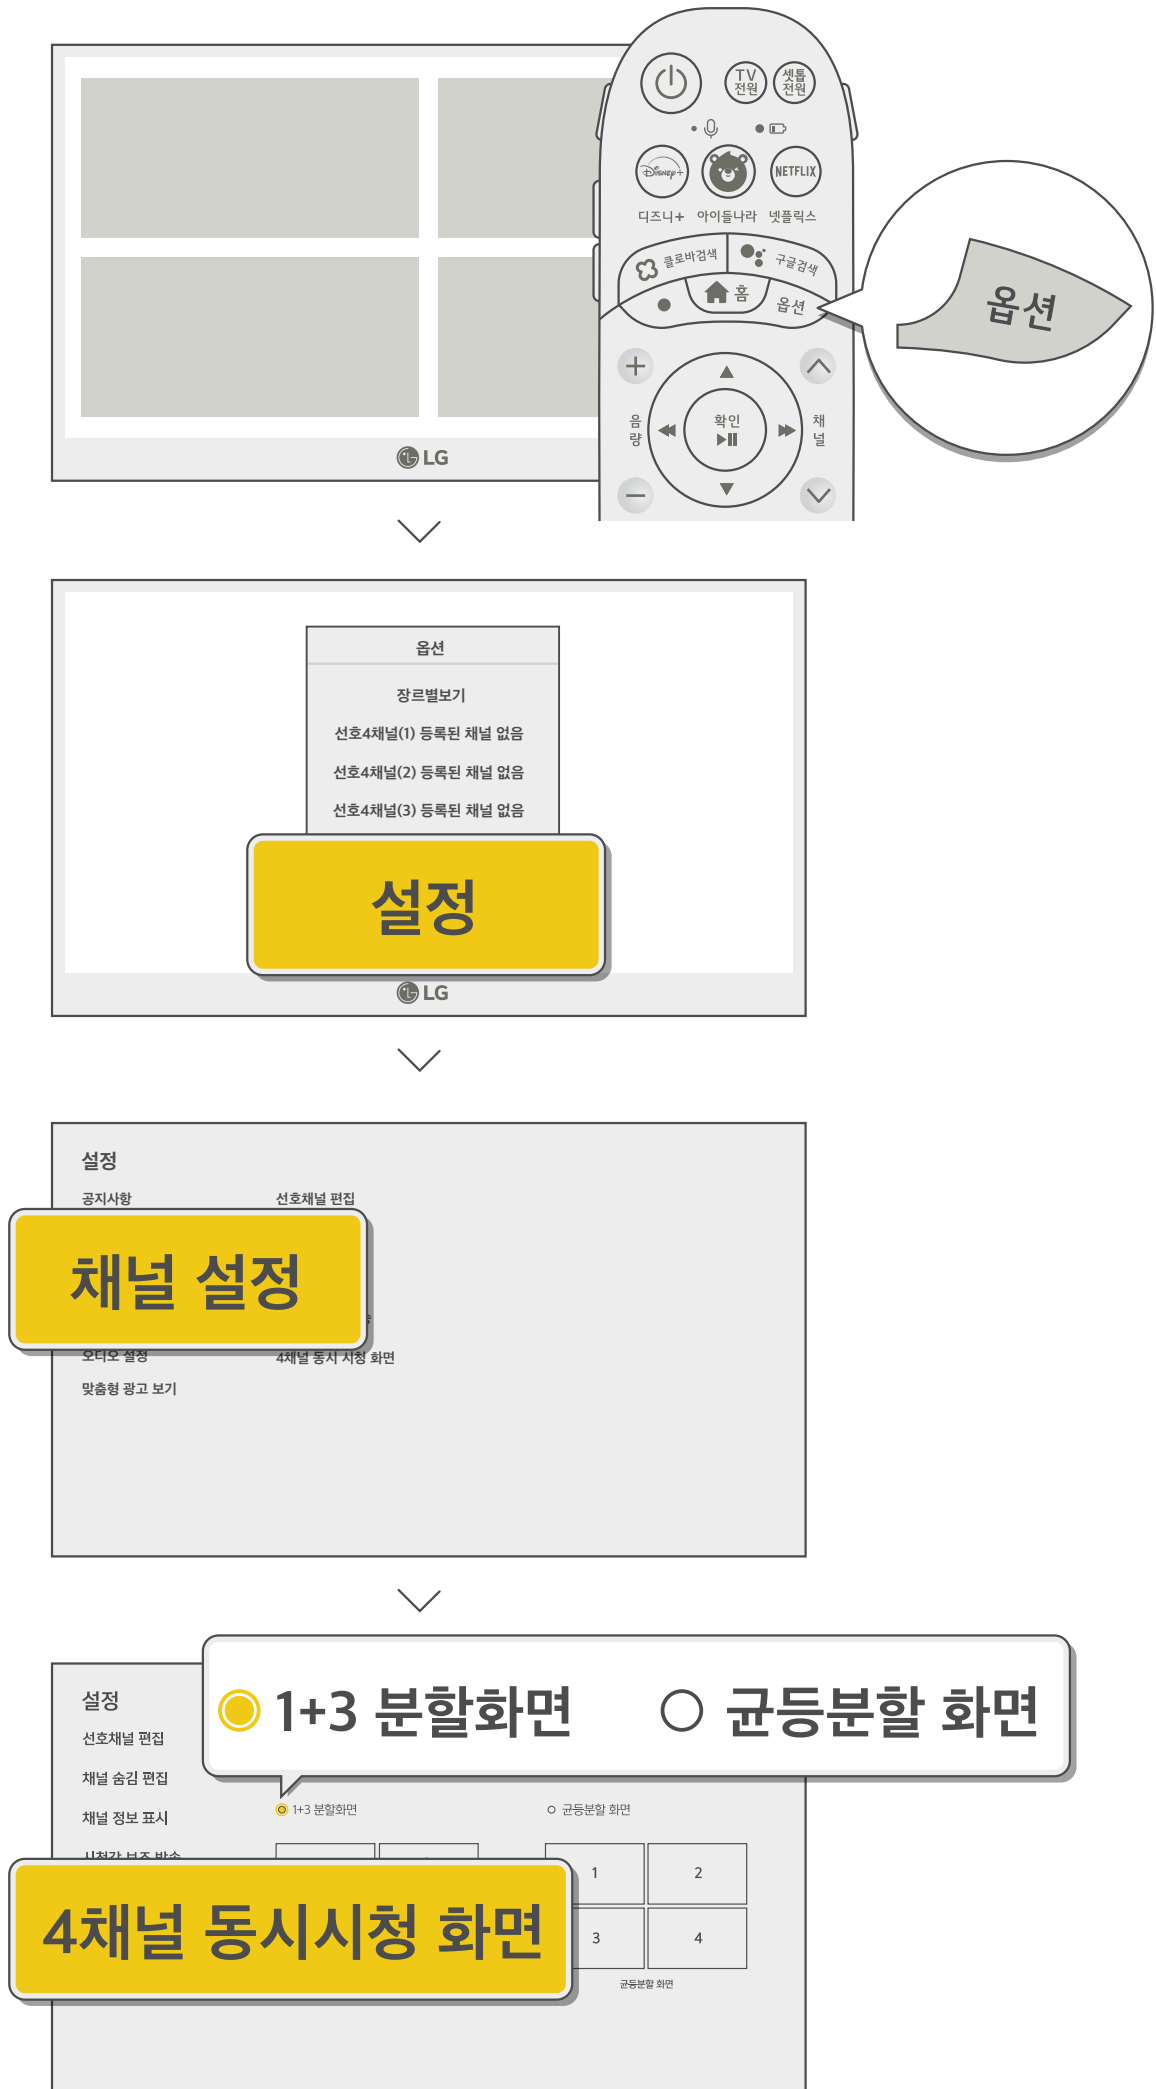 TV
전원
셋톱
전원
Disney+
NETFLIX
디즈니+ 아이들나라 넷플릭스
클로바검색
구글검색
홈
옵션
옵션
음
량
확인
채
널
LG
옵션
장르별보기
선호4채널(1) 등록된 채널 없음
선호4채널(2) 등록된 채널 없음
선호4채널(3) 등록된 채널 없음
설정
LG
설정
공지사항 선호채널 편집
채널 설정
오디오 설정 4채널 동시 시청 화면
맞춤형 광고 보기
1+3 분할화면 균등분할 화면
설정
선호채널 편집
채널 숨김 편집
채널 정보 표시
1+3 분할화면 균등분할 화면
시청각 보조 방송
1 2
4채널 동시시청 화면
3 4
균등분할 화면